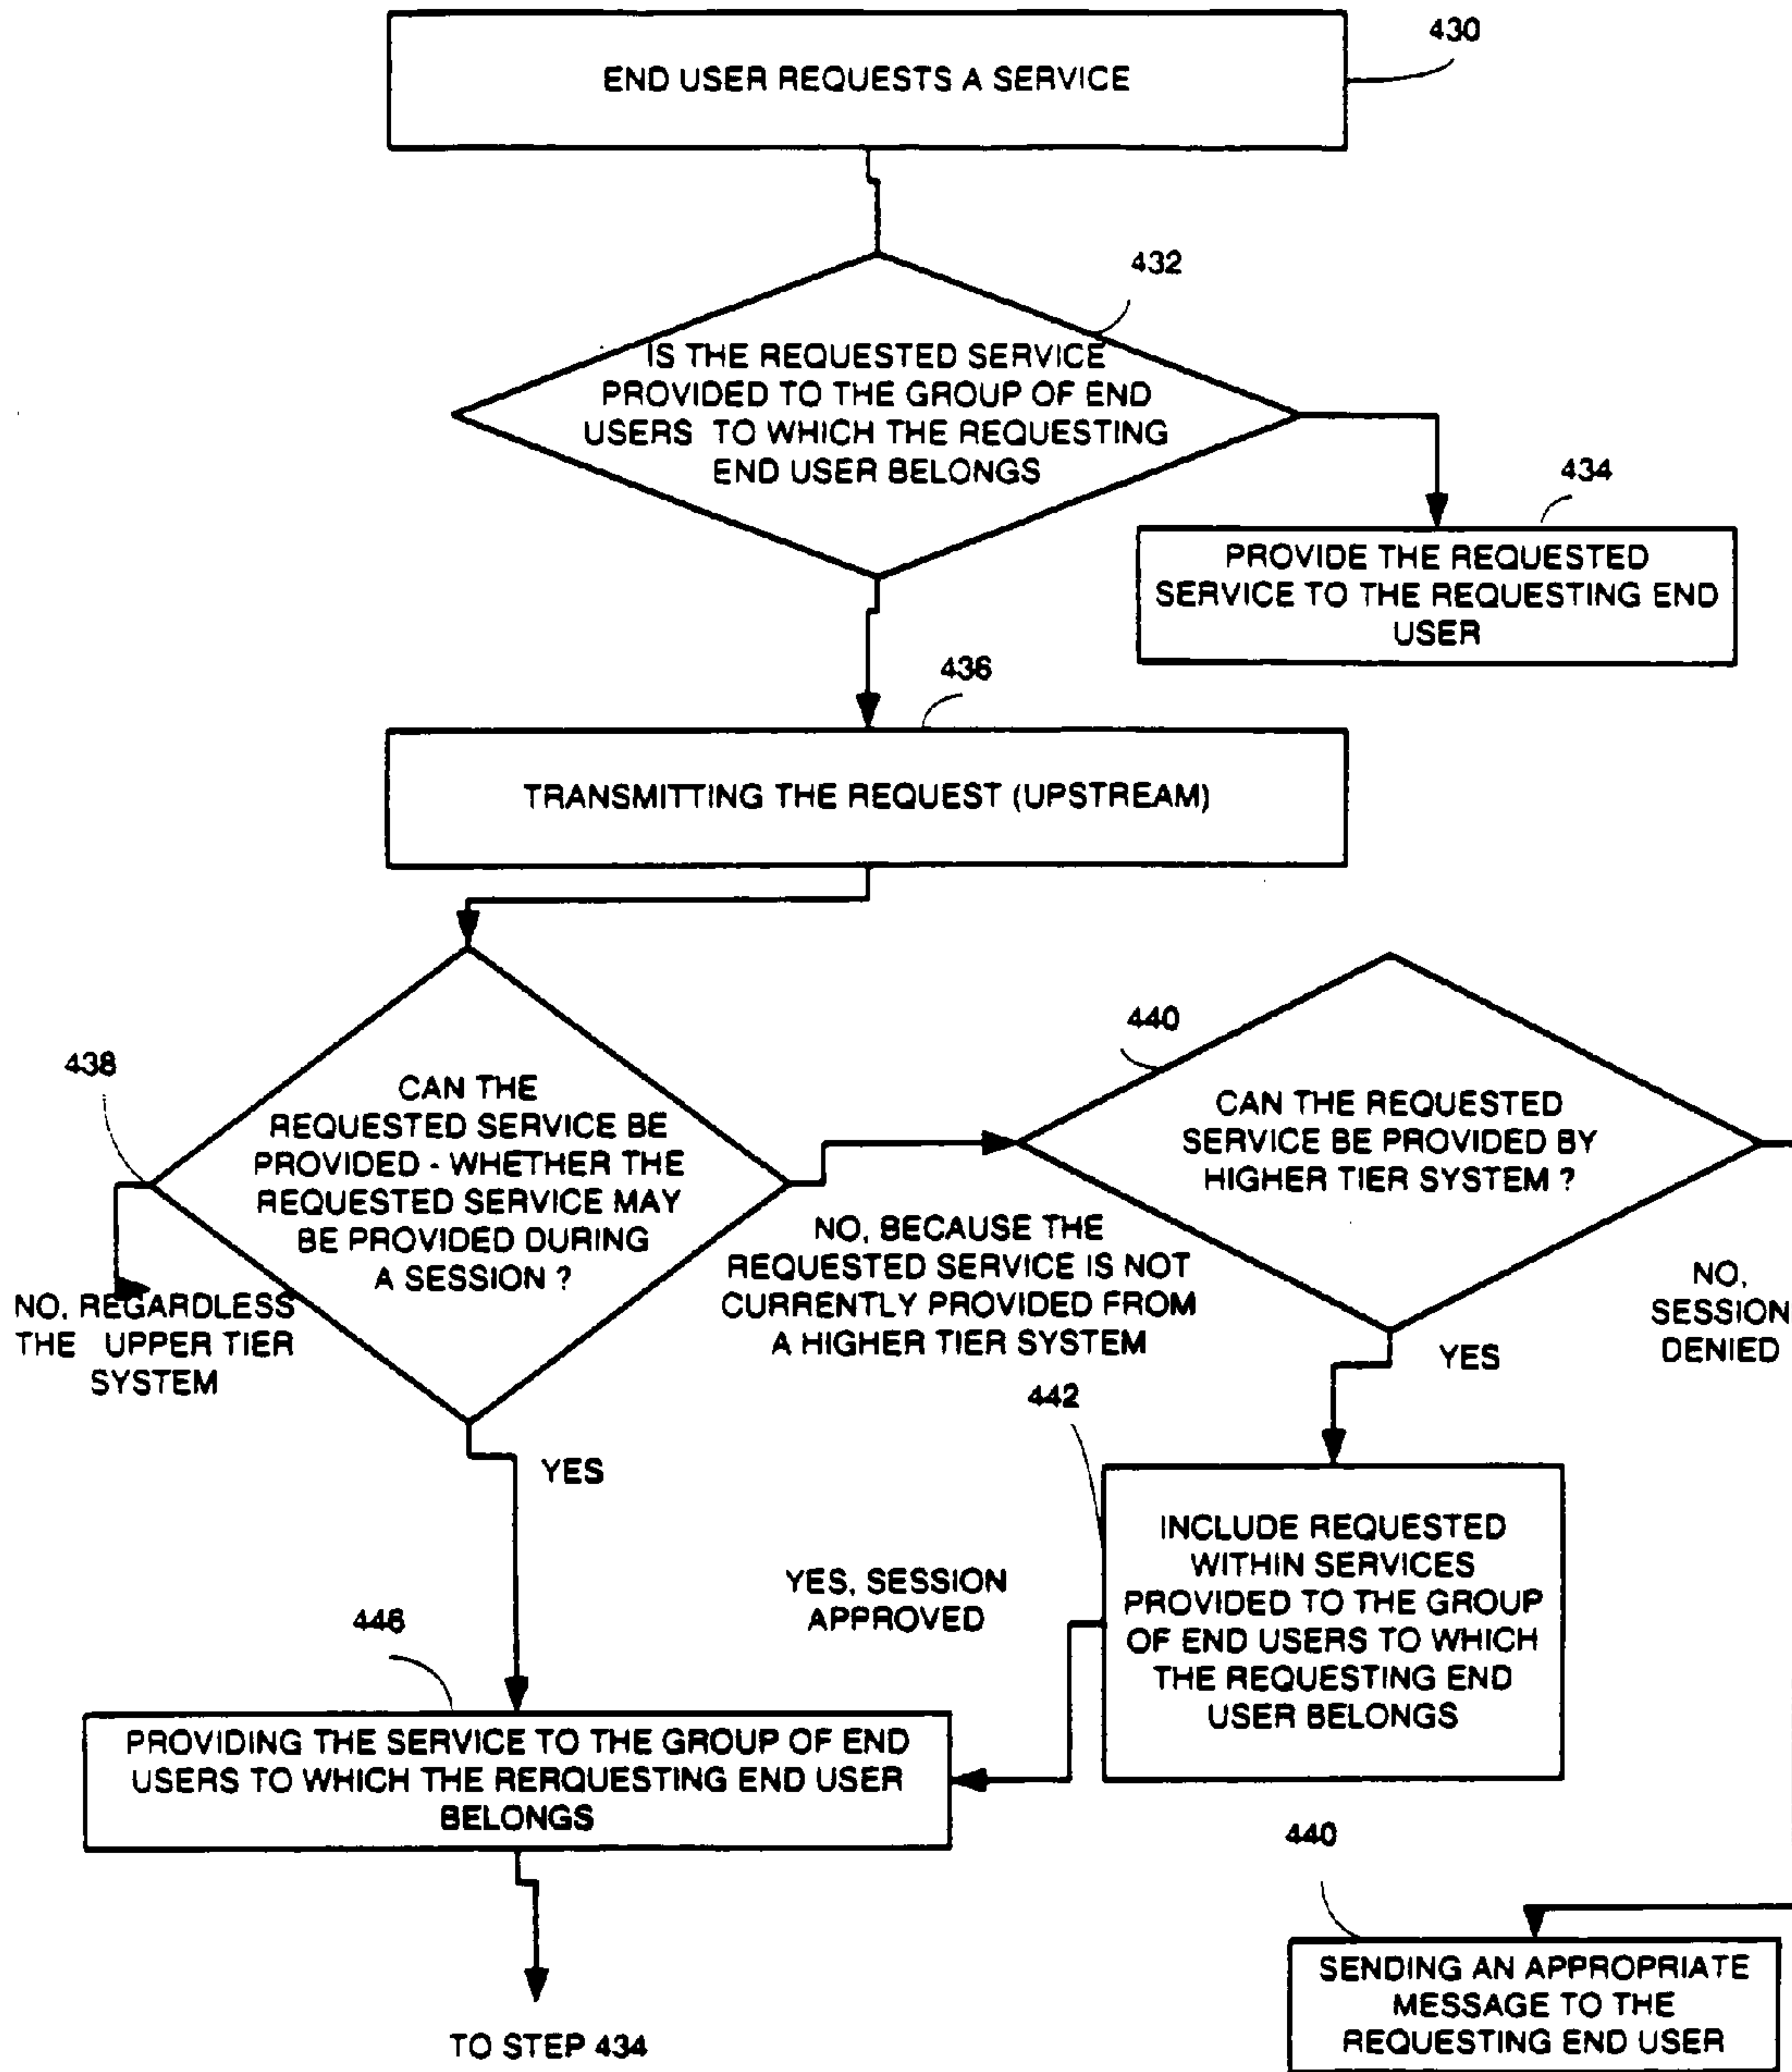 430
END USER REQUESTS A SERVICE
432
IS THE REQUESTED SERVICE
PROVIDED TO THE GROUP OF END
USERS TO WHICH THE REQUESTING
END USER BELONGS
434
PROVIDE THE REQUESTED
SERVICE TO THE REQUESTING END
USER
436
TRANSMITTING THE REQUEST (UPSTREAM)
438
CAN THE
REQUESTED SERVICE BE
PROVIDED - WHETHER THE
REQUESTED SERVICE MAY
BE PROVIDED DURING
A SESSION ?
NO, REGARDLESS
THE UPPER TIER
SYSTEM
NO, BECAUSE THE
REQUESTED SERVICE IS NOT
CURRENTLY PROVIDED FROM
A HIGHER TIER SYSTEM
440
CAN THE REQUESTED
SERVICE BE PROVIDED BY
HIGHER TIER SYSTEM ?
NO,
SESSION
DENIED
YES
442
YES
INCLUDE REQUESTED
WITHIN SERVICES
PROVIDED TO THE GROUP
OF END USERS TO WHICH
THE REQUESTING END
USER BELONGS
YES, SESSION
APPROVED
446
PROVIDING THE SERVICE TO THE GROUP OF END
USERS TO WHICH THE RERQUESTING END USER
BELONGS
440
SENDING AN APPROPRIATE
MESSAGE TO THE
REQUESTING END USER
TO STEP 434